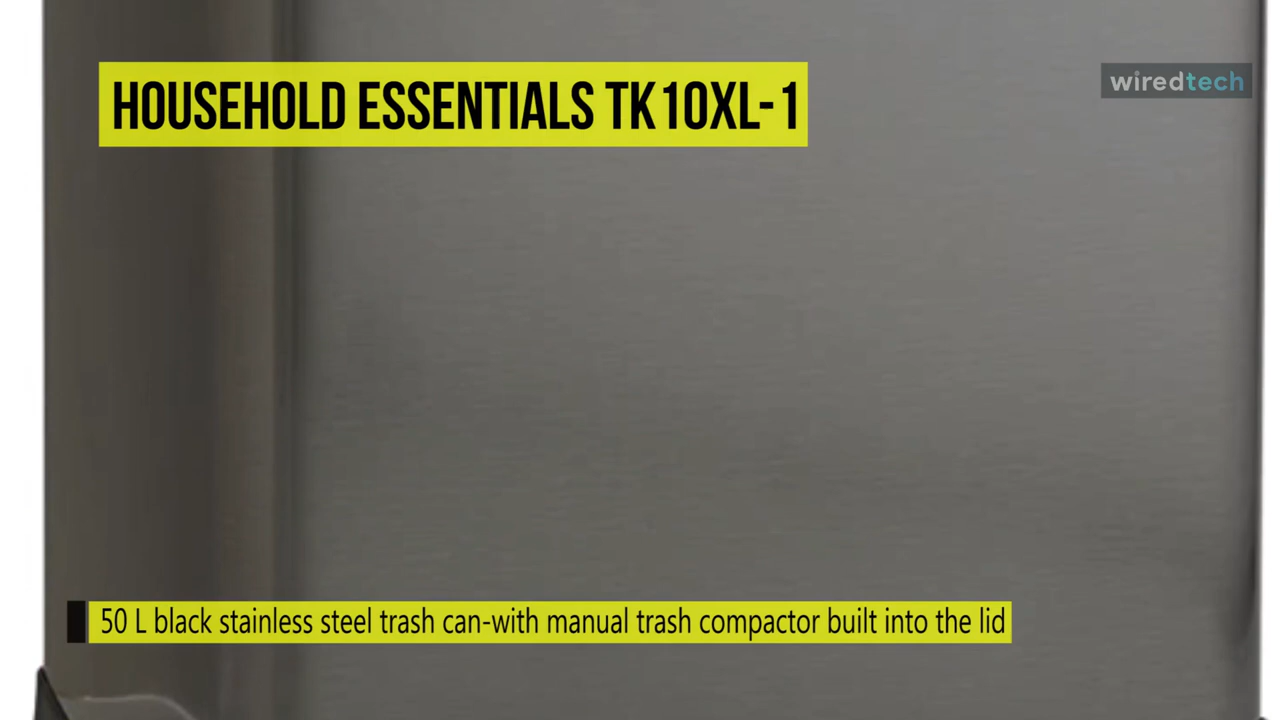 HOUSEHOLD ESSENTIALS TK10XL-1
wiredtech
50 L black stainless steel trash can-with manual trash compactor built into the lid